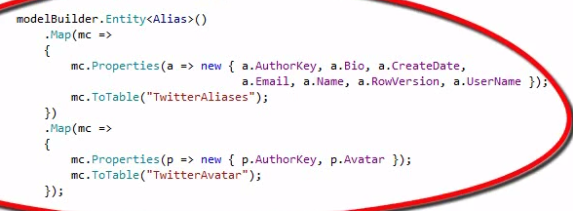 modelBuilder.Entity<Alias>()
.Map(mc =>
{
mc.Properties(a => new { a.AuthorKey, a.Bio, a.CreateDate,
a.Email, a.Name, a.RowVersion, a.UserName });
mc.ToTable("TwitterAliases");
})
.Map(mc =>
{
mc.Properties(p => new { p.AuthorKey, p.Avatar });
mc.ToTable("TwitterAvatar");
});